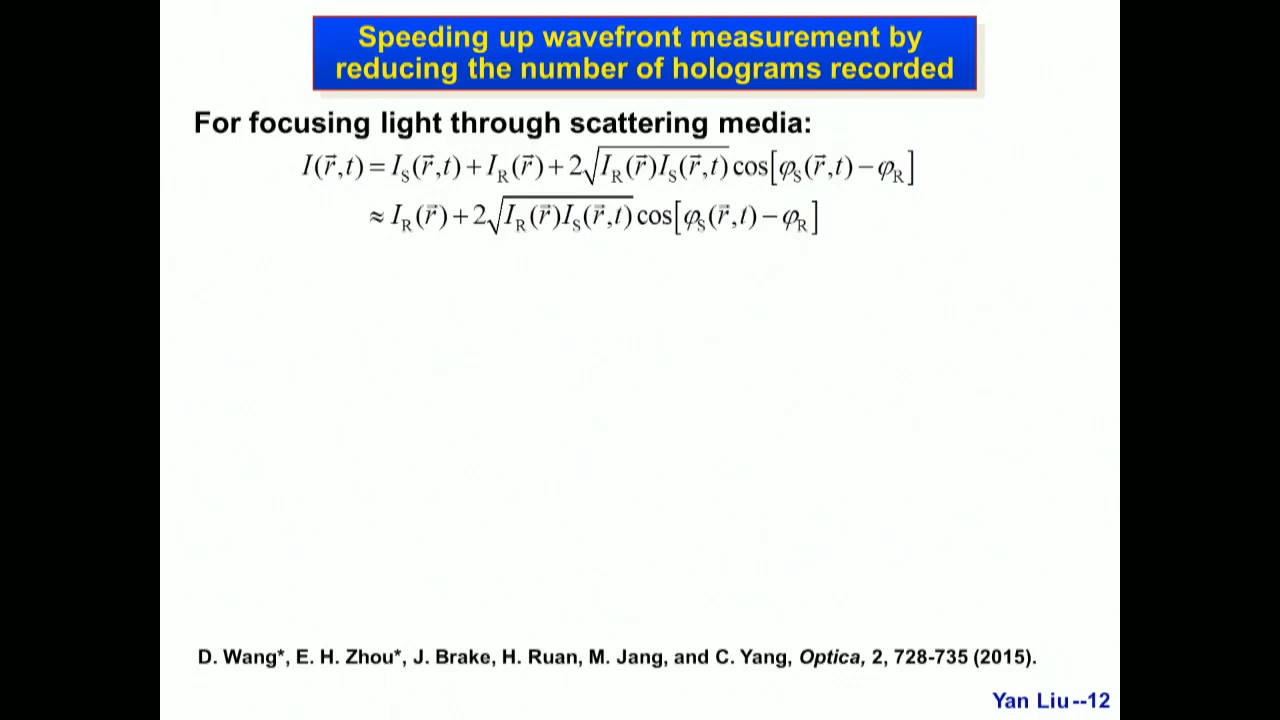 Speeding up wavefront measurement by
reducing the number of holograms recorded
For focusing light through scattering media:
I(r⃗,t) = I_S(r⃗,t) + I_R(r⃗) + 2√(I_R(r⃗)I_S(r⃗,t)) cos[φ_S(r⃗,t) − φ_R]
≈ I_R(r⃗) + 2√(I_R(r⃗)I_S(r⃗,t)) cos[φ_S(r⃗,t) − φ_R]
D. Wang*, E. H. Zhou*, J. Brake, H. Ruan, M. Jang, and C. Yang, Optica, 2, 728-735 (2015).
Yan Liu--12